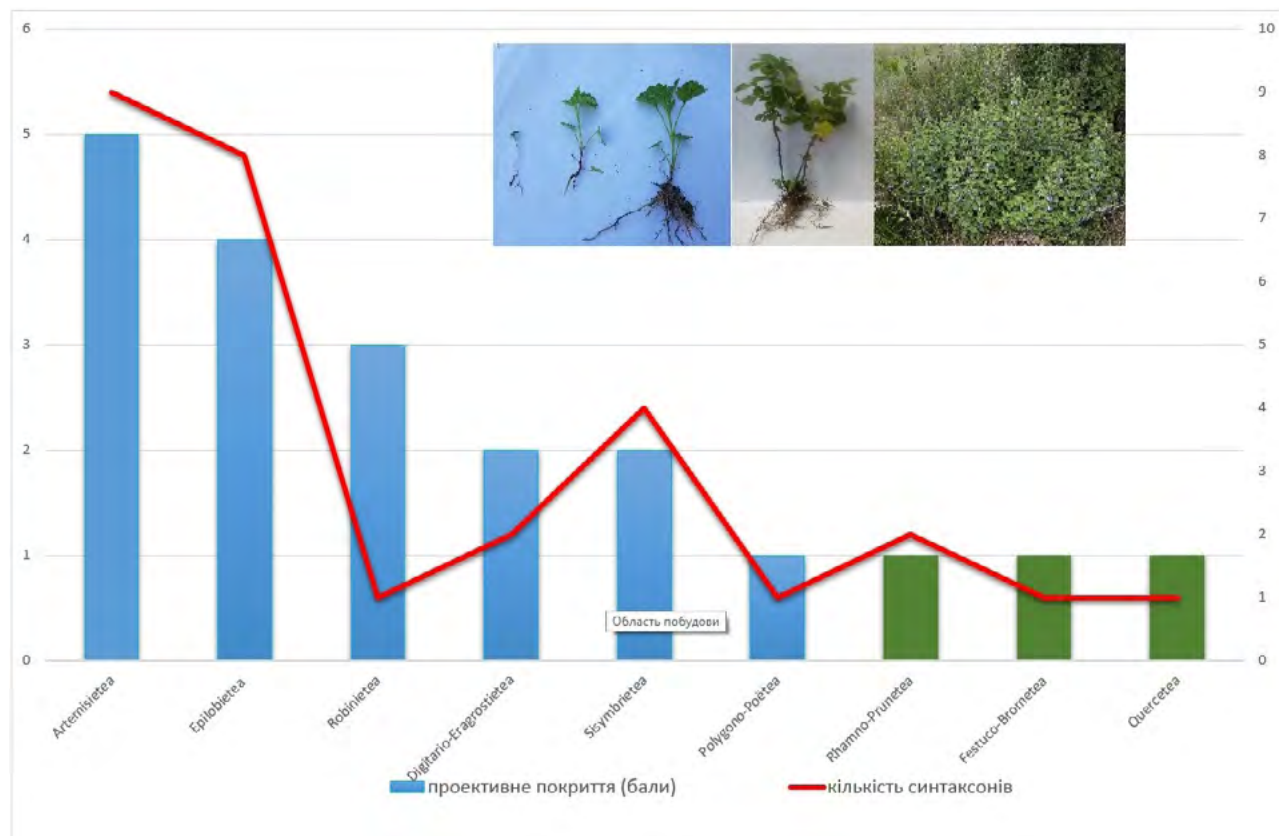 6
5
4
3
2
1
0
10
9
8
7
6
5
4
3
2
1
0
Область побудови
Artemisietea
Epilobietea
Robinietea
Digitario-Eragrostietea
Sisymbrietea
Polygono-Poëtea
Rhamno-Prunetea
Festuco-Brometea
Quercetea
проективне покриття (бали)
кількість синтаксонів